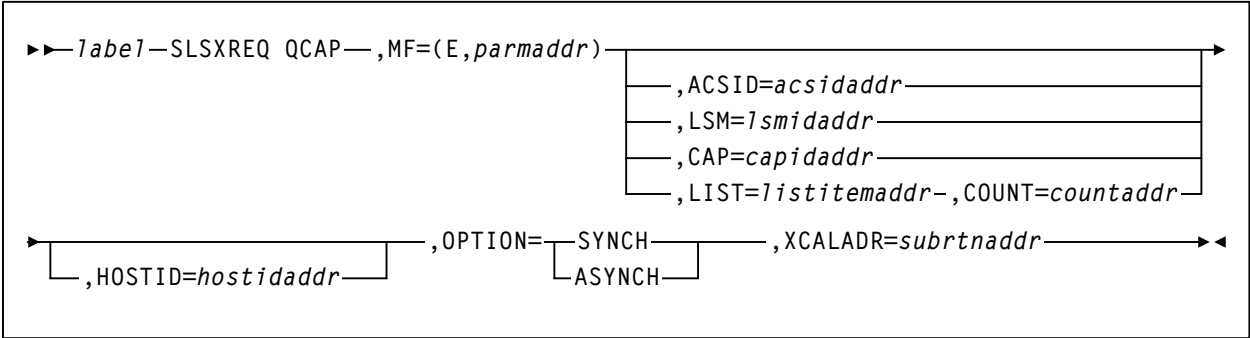 label SLSXREQ QCAP ,MF=(E,parmaddr)
,ACSID=acsidaddr
,LSM=lsmidaddr
,CAP=capidaddr
,LIST=listitemaddr ,COUNT=countaddr
,OPTION= SYNCH ,XCALADR=subrtnaddr
,HOSTID=hostidaddr ASYNCH